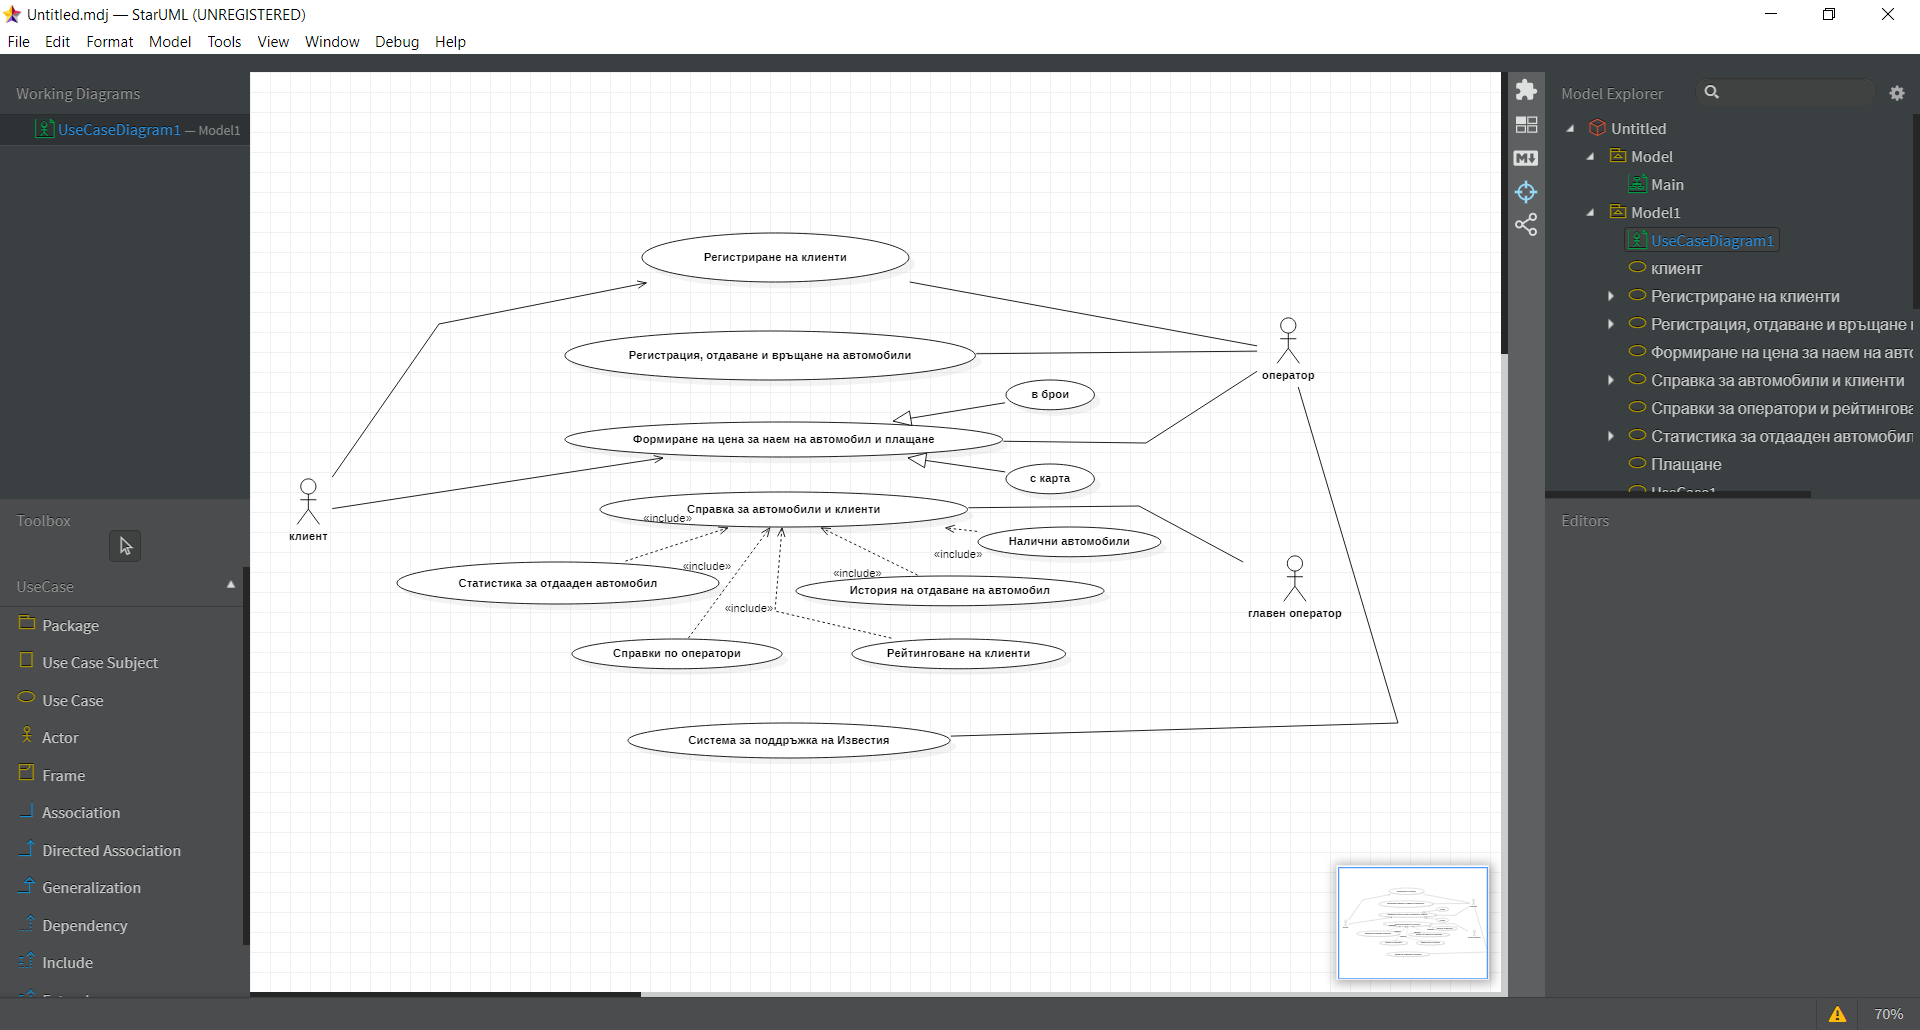 Untitled.mdj — StarUML (UNREGISTERED)
File Edit Format Model Tools View Window Debug Help
Working Diagrams
UseCaseDiagram1 — Model1
Toolbox
UseCase
Package
Use Case Subject
Use Case
Actor
Frame
Association
Directed Association
Generalization
Dependency
Include
Регистриране на клиенти
Регистрация, отдаване и връщане на автомобили
оператор
в брои
Формиране на цена за наем на автомобил и плащане
с карта
клиент
Справка за автомобили и клиенти
«include»
Налични автомобили
«include»
«include»
«include»
Статистика за отдааден автомобил
История на отдаване на автомобил
«include»
главен оператор
Справки по оператори
Рейтинговане на клиенти
Система за поддръжка на Известия
Model Explorer
Untitled
Model
Main
Model1
UseCaseDiagram1
клиент
Регистриране на клиенти
Регистрация, отдаване и връщане
Формиране на цена за наем на авто
Справка за автомобили и клиенти
Справки за оператори и рейтингова
Статистика за отдааден автомобил
Плащане
UseCase1
Editors
70%